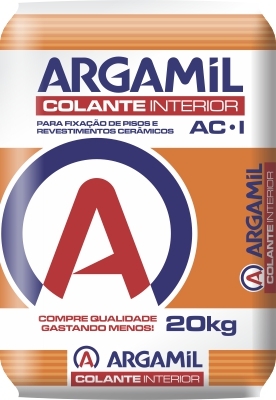 ARGAMiL
COLANTE INTERIOR
PARA FIXAÇÃO DE PISOS E
REVESTIMENTOS CERÂMICOS
AC•I
A
COMPRE QUALIDADE
GASTANDO MENOS!
20kg
ARGAMiL
COLANTE INTERIOR
A ARGAMiL
COLANTE INTERIOR